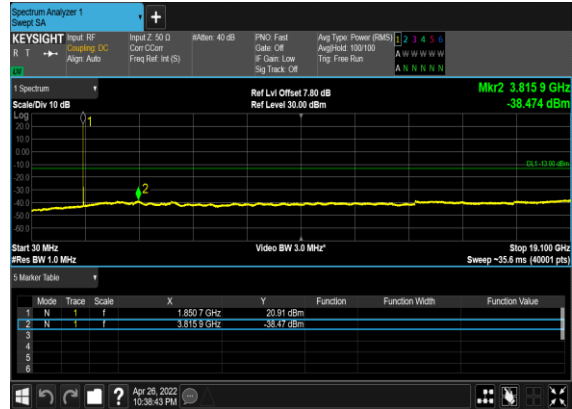 Spectrum Analyzer 1
Swept SA
+
KEYSIGHT Input: RF Input Z: 50 Ω #Atten: 40 dB PNO: Fast Avg Type: Power (RMS) 1 2 3 4 5 6
R T Coupling: DC Corr CCorr Gate: Off Avg|Hold: 100/100 A W W W W W
Align: Auto Freq Ref: Int (S) IF Gain: Low Trig: Free Run
Sig Track: Off A N N N N N
1 Spectrum Ref Lvl Offset 7.80 dB Mkr2 3.815 9 GHz
Scale/Div 10 dB Ref Level 30.00 dBm -38.474 dBm
Log
1
20.0
10.0
0.00
-10.0
DL1 -13.00 dBm
-20.0
-30.0
2
-40.0
-50.0
-60.0
Start 30 MHz Video BW 3.0 MHz* Stop 19.100 GHz
#Res BW 1.0 MHz Sweep ~35.6 ms (40001 pts)
5 Marker Table
Mode Trace Scale X Y Function Function Width Function Value
1 N 1 f 1.850 7 GHz 20.91 dBm
2 N 1 f 3.815 9 GHz -38.47 dBm
3
4
5
6
? Apr 26, 2022
10:38:43 PM